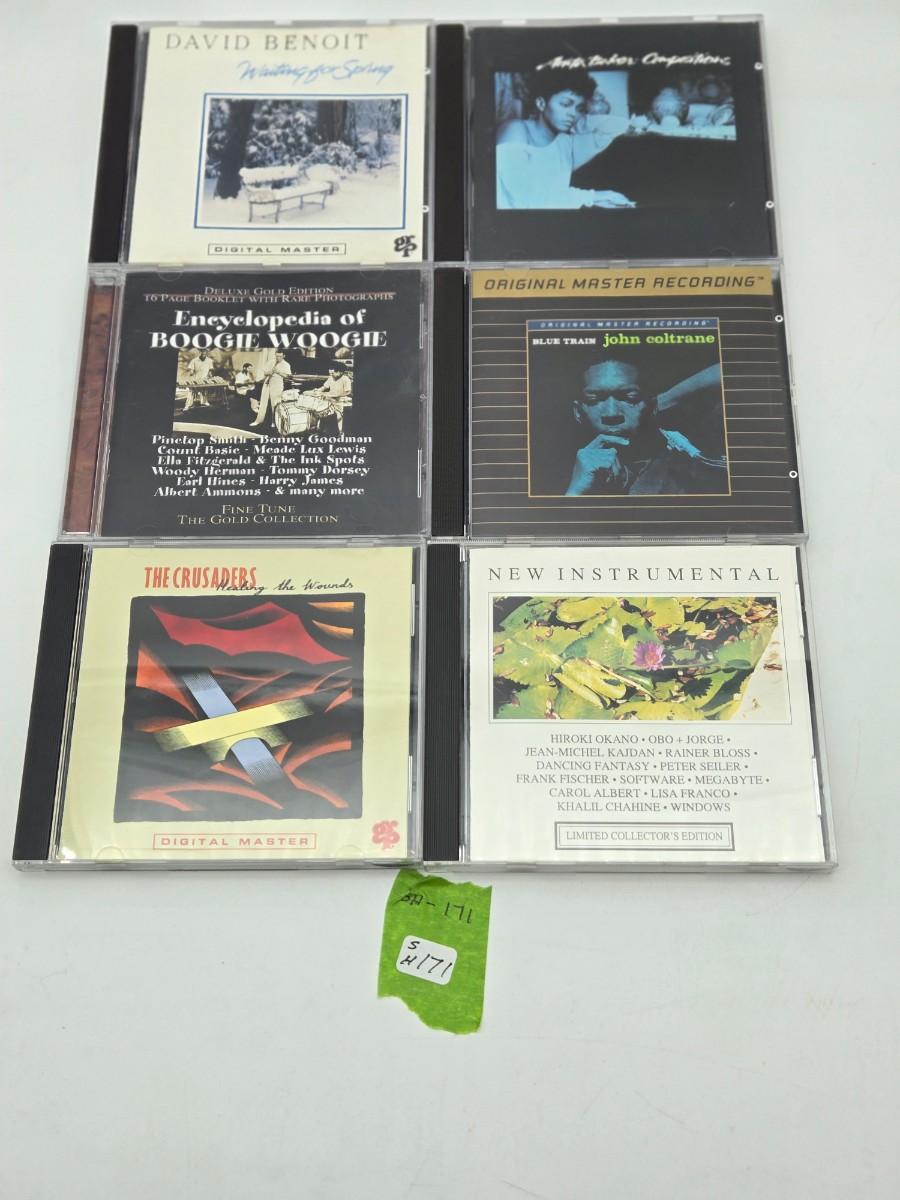 DAVID BENOIT
Waiting for Spring
DIGITAL MASTER
grp
Anita Baker Compositions
DELUXE GOLD EDITION
16 PAGE BOOKLET WITH RARE PHOTOGRAPHS
Encyclopedia of
BOOGIE WOOGIE
Pinetop Smith - Benny Goodman
Count Basie - Meade Lux Lewis
Ella Fitzgerald & The Ink Spots
Woody Herman - Tommy Dorsey
Earl Hines - Harry James
Albert Ammons - & many more
FINE TUNE
THE GOLD COLLECTION
ORIGINAL MASTER RECORDING™
ORIGINAL MASTER RECORDING
BLUE TRAIN john coltrane
THE CRUSADERS
Healing the Wounds
DIGITAL MASTER
grp
NEW INSTRUMENTAL
HIROKI OKANO • OBO + JORGE •
JEAN-MICHEL KAJDAN • RAINER BLOSS •
DANCING FANTASY • PETER SEILER •
FRANK FISCHER • SOFTWARE • MEGABYTE •
CAROL ALBERT • LISA FRANCO •
KHALIL CHAHINE • WINDOWS
LIMITED COLLECTOR'S EDITION
171
S
H171